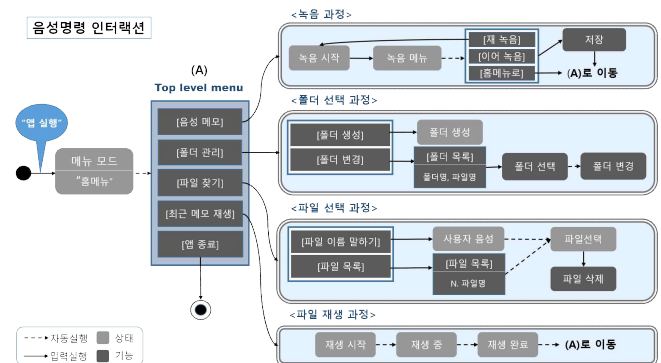 음성명령 인터랙션
(A)
Top level menu
"앱 실행"
메뉴 모드
"홈메뉴"
[음성 메모]
[폴더 관리]
[파일 찾기]
[최근 메모 재생]
[앱 종료]
<녹음 과정>
녹음 시작
녹음 메뉴
[재 녹음]
[이어 녹음]
[홈메뉴로]
저장
(A)로 이동
<폴더 선택 과정>
[폴더 생성]
[폴더 변경]
폴더 생성
[폴더 목록]
폴더명, 파일명
폴더 선택
폴더 변경
<파일 선택 과정>
[파일 이름 말하기]
[파일 목록]
사용자 음성
[파일 목록]
N. 파일명
파일선택
파일 삭제
<파일 재생 과정>
재생 시작
재생 중
재생 완료
(A)로 이동
자동실행
상태
입력실행
기능